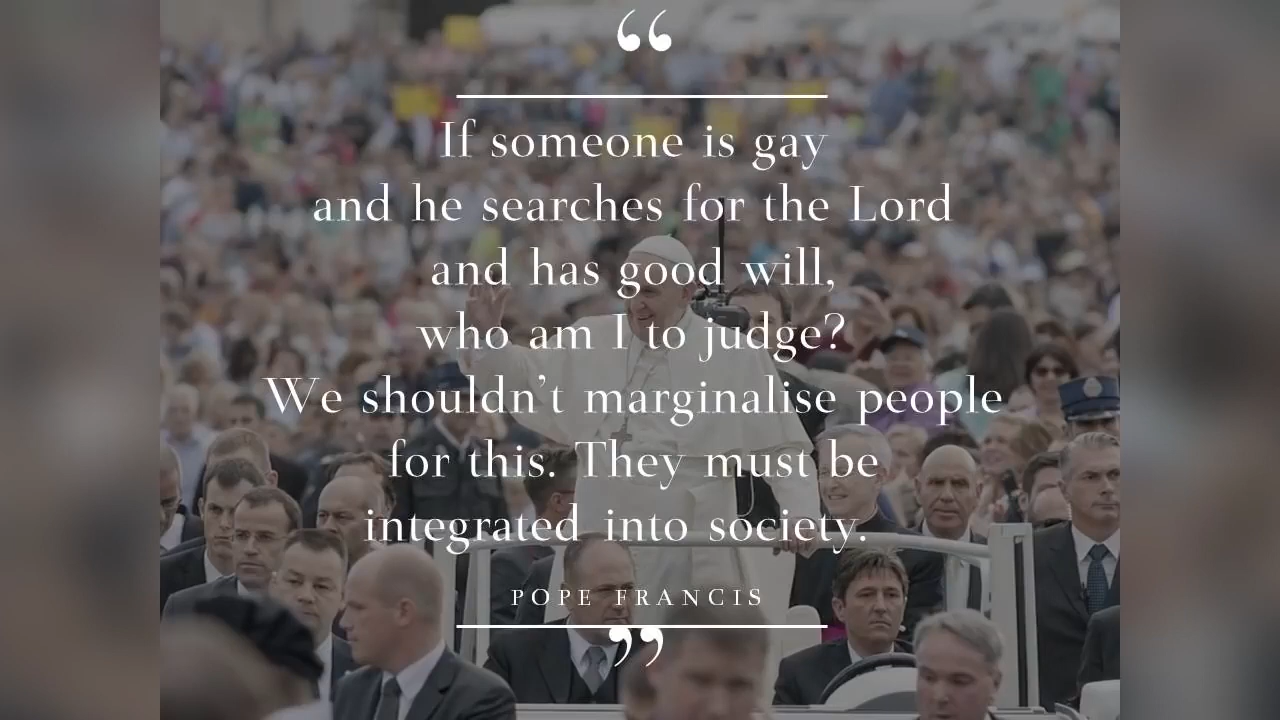 “
If someone is gay
and he searches for the Lord
and has good will,
who am I to judge?
We shouldn’t marginalise people
for this. They must be
integrated into society.
POPE FRANCIS
”